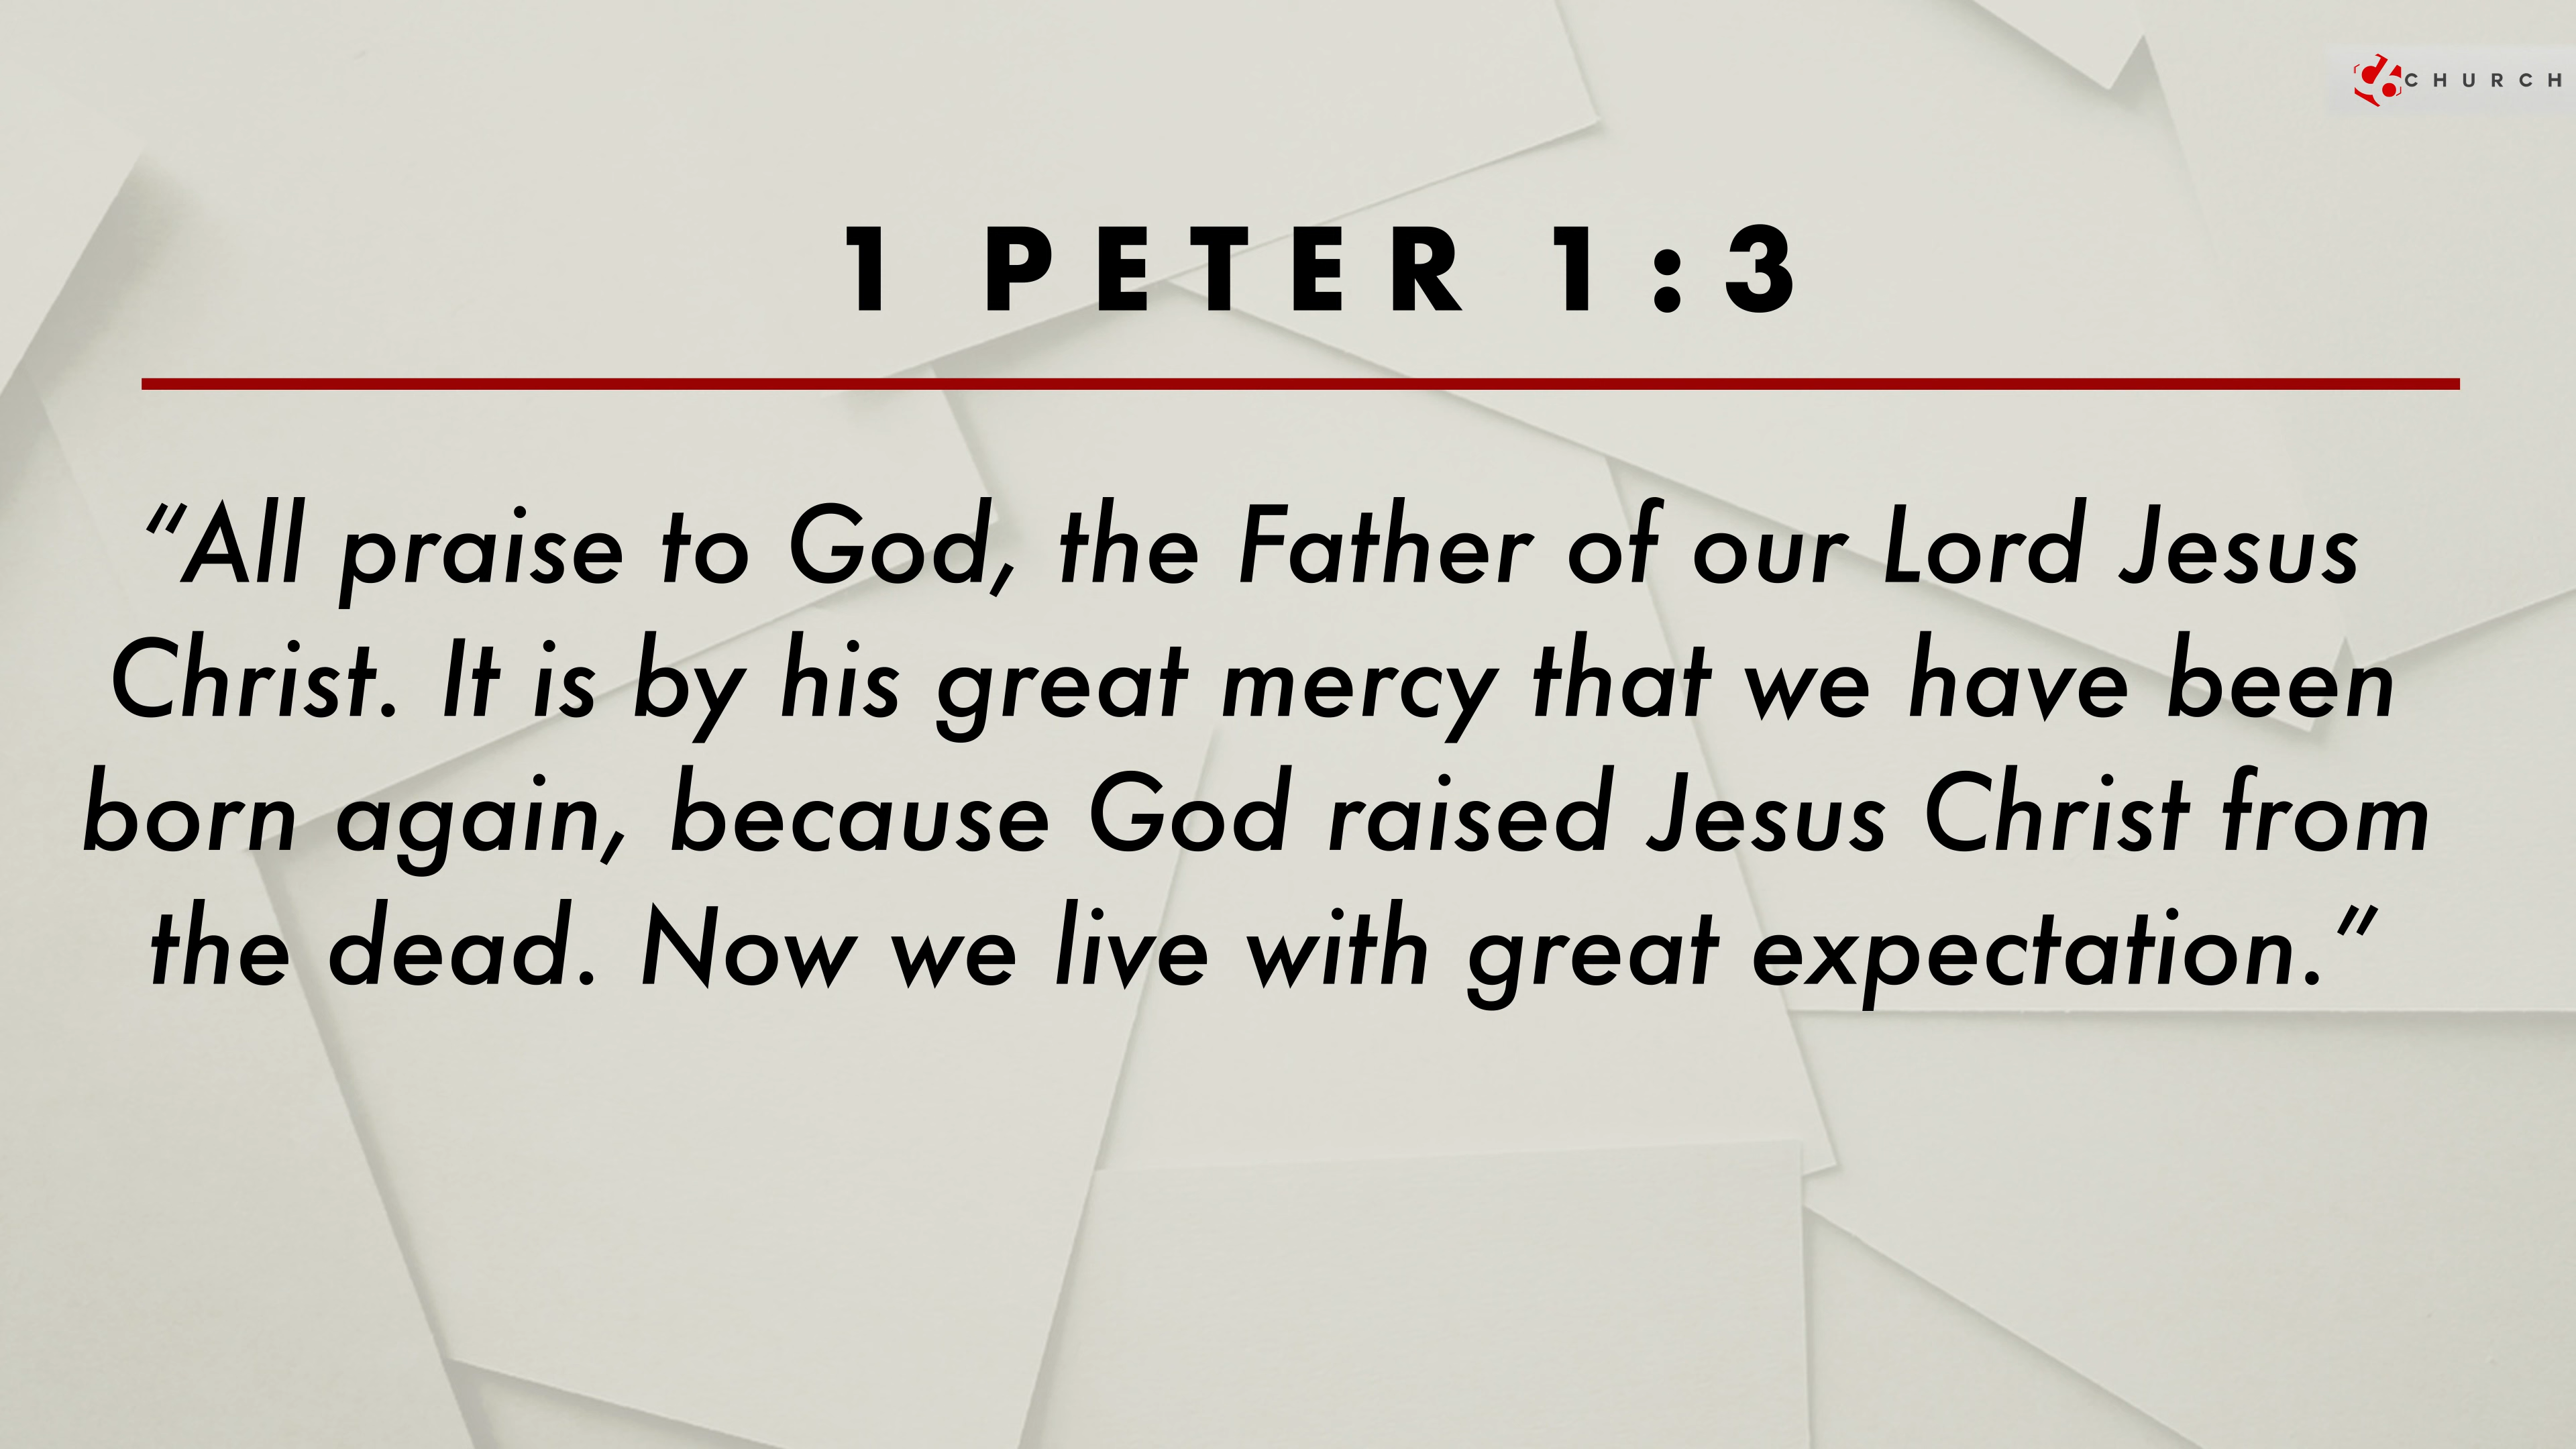 CHURCH
1 PETER 1:3
“All praise to God, the Father of our Lord Jesus
Christ. It is by his great mercy that we have been
born again, because God raised Jesus Christ from
the dead. Now we live with great expectation.”